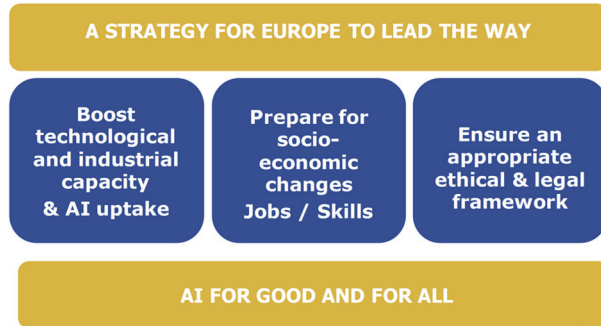 A STRATEGY FOR EUROPE TO LEAD THE WAY
Boost
technological
and industrial
capacity
& AI uptake
Prepare for
socio-
economic
changes
Jobs / Skills
Ensure an
appropriate
ethical & legal
framework
AI FOR GOOD AND FOR ALL